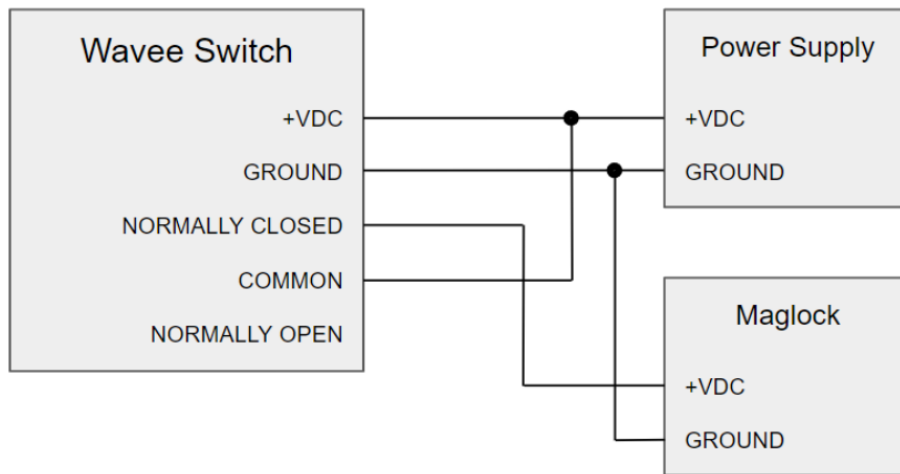 Wavee Switch
+VDC
GROUND
NORMALLY CLOSED
COMMON
NORMALLY OPEN
Power Supply
+VDC
GROUND
Maglock
+VDC
GROUND